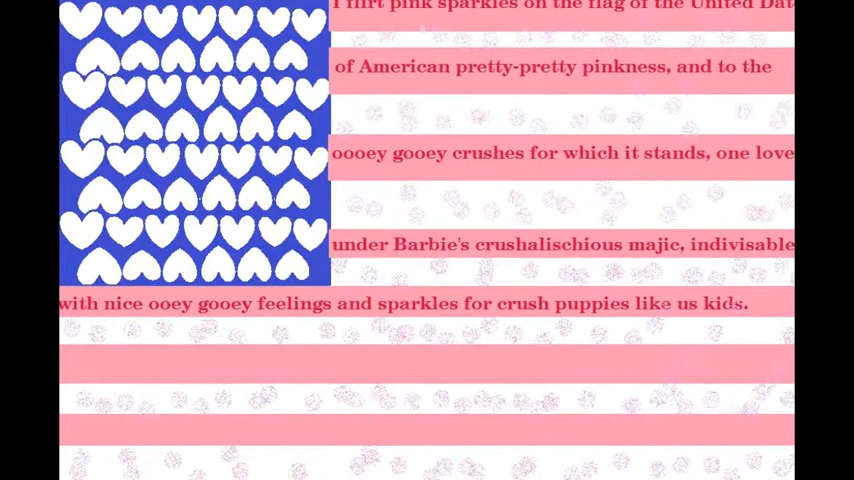 I flirt pink sparkles on the flag of the United Dat
of American pretty-pretty pinkness, and to the
oooey gooey crushes for which it stands, one love
under Barbie's crushalischious majic, indivisable
with nice ooey gooey feelings and sparkles for crush puppies like us kids.